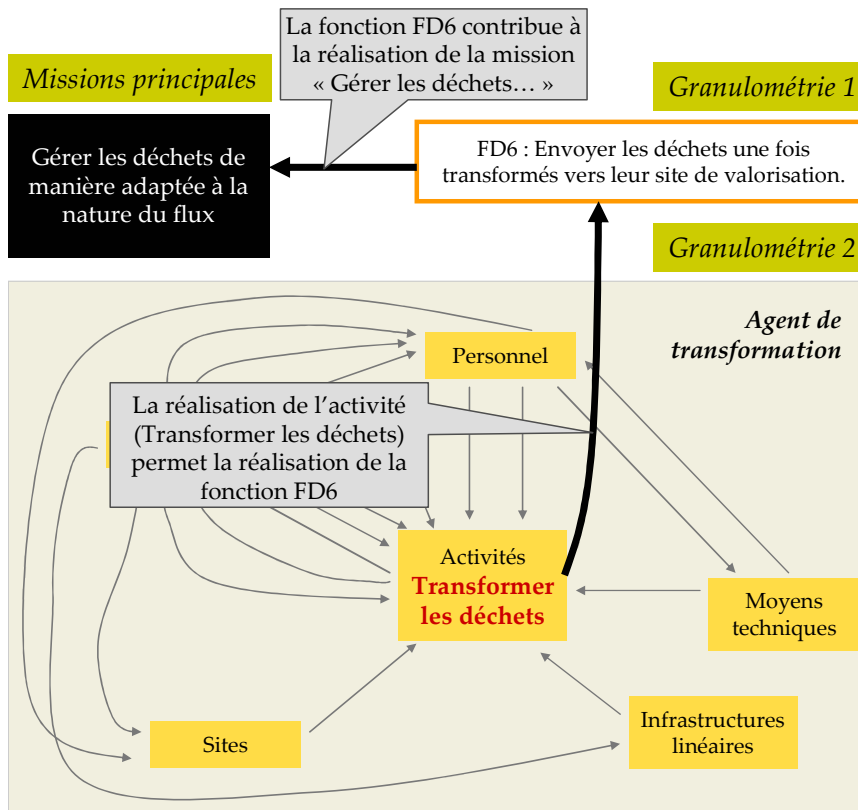 La fonction FD6 contribue à
la réalisation de la mission
« Gérer les déchets… »
Missions principales
Granulométrie 1
Gérer les déchets de
manière adaptée à la
nature du flux
FD6 : Envoyer les déchets une fois
transformés vers leur site de valorisation.
Granulométrie 2
Agent de
transformation
Personnel
La réalisation de l’activité
(Transformer les déchets)
permet la réalisation de la
fonction FD6
Activités
Transformer
les déchets
Moyens
techniques
Sites
Infrastructures
linéaires